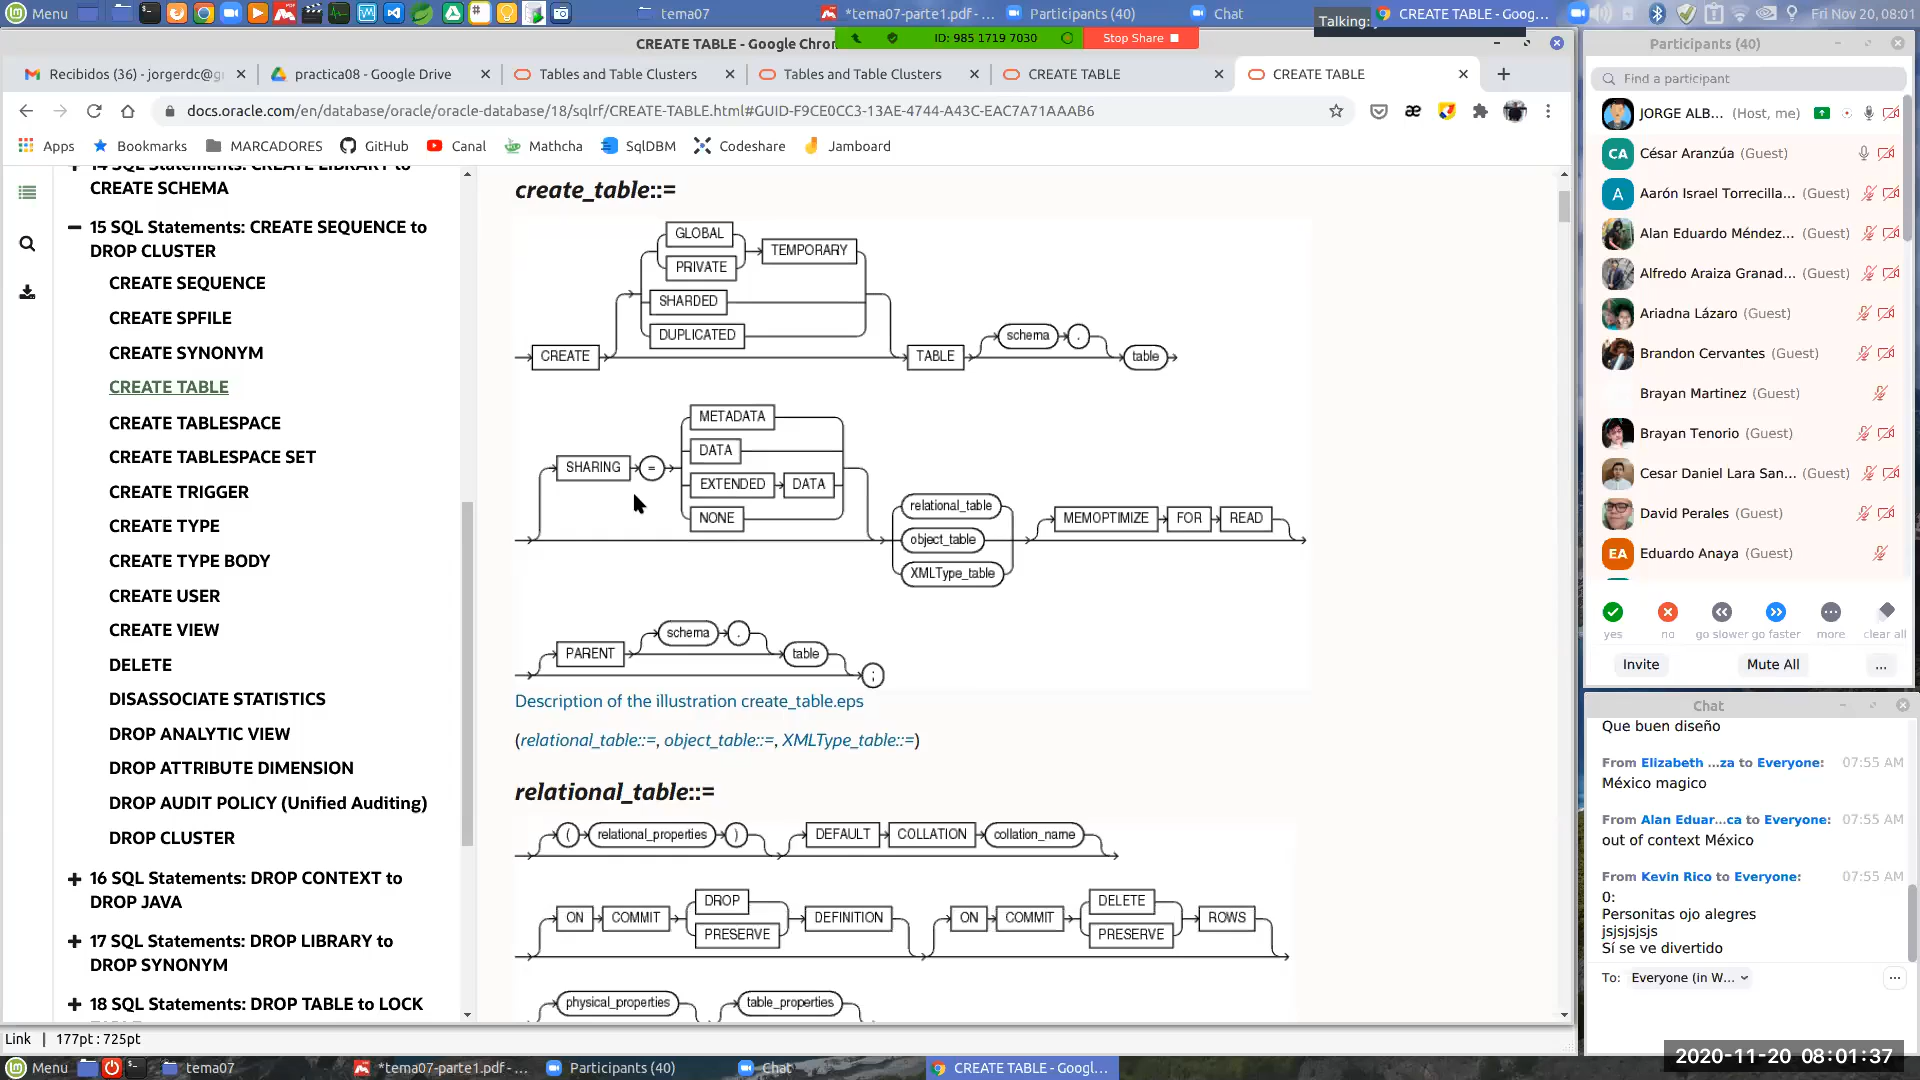 Menu
tema07
*tema07-parte1.pdf - ...
Participants (40)
Chat
Talking:
CREATE TABLE - Goog...
Fri Nov 20, 08:01
CREATE TABLE - Google Chro
ID: 985 1719 7030
Stop Share
Recibidos (36) - jorgerdc@g
practica08 - Google Drive
Tables and Table Clusters
Tables and Table Clusters
CREATE TABLE
CREATE TABLE
docs.oracle.com/en/database/oracle/oracle-database/18/sqlrf/CREATE-TABLE.html#GUID-F9CE0CC3-13AE-4744-A43C-EAC7A71AAAB6
Apps
Bookmarks
MARCADORES
GitHub
Canal
Mathcha
SqlDBM
Codeshare
Jamboard
14 SQL Statements: CREATE LIBRARY to
CREATE SCHEMA
15 SQL Statements: CREATE SEQUENCE to
DROP CLUSTER
CREATE SEQUENCE
CREATE SPFILE
CREATE SYNONYM
CREATE TABLE
CREATE TABLESPACE
CREATE TABLESPACE SET
CREATE TRIGGER
CREATE TYPE
CREATE TYPE BODY
CREATE USER
CREATE VIEW
DELETE
DISASSOCIATE STATISTICS
DROP ANALYTIC VIEW
DROP ATTRIBUTE DIMENSION
DROP AUDIT POLICY (Unified Auditing)
DROP CLUSTER
16 SQL Statements: DROP CONTEXT to
DROP JAVA
17 SQL Statements: DROP LIBRARY to
DROP SYNONYM
18 SQL Statements: DROP TABLE to LOCK
create_table::=
GLOBAL
PRIVATE
TEMPORARY
SHARDED
DUPLICATED
CREATE
TABLE
schema
.
table
SHARING
=
METADATA
DATA
EXTENDED
DATA
NONE
relational_table
object_table
XMLType_table
MEMOPTIMIZE
FOR
READ
PARENT
schema
.
table
;
Description of the illustration create_table.eps
(relational_table::=, object_table::=, XMLType_table::=)
relational_table::=
(
relational_properties
)
DEFAULT
COLLATION
collation_name
ON
COMMIT
DROP
PRESERVE
DEFINITION
ON
COMMIT
DELETE
PRESERVE
ROWS
physical_properties
table_properties
Participants (40)
Find a participant
JORGE ALB... (Host, me)
CA César Aranzúa (Guest)
A Aarón Israel Torrecilla... (Guest)
Alan Eduardo Méndez... (Guest)
Alfredo Araiza Granad... (Guest)
Ariadna Lázaro (Guest)
Brandon Cervantes (Guest)
Brayan Martinez (Guest)
Brayan Tenorio (Guest)
Cesar Daniel Lara San... (Guest)
David Perales (Guest)
EA Eduardo Anaya (Guest)
yes
no
go slower
go faster
more
clear all
Invite
Mute All
...
Chat
Que buen diseño
From Elizabeth ...za to Everyone: 07:55 AM
México magico
From Alan Eduar...ca to Everyone: 07:55 AM
out of context México
From Kevin Rico to Everyone: 07:55 AM
0:
Personitas ojo alegres
jsjsjsjsjs
Sí se ve divertido
To: Everyone (in W...
Link | 177pt : 725pt
2020-11-20 08:01:37
Menu
tema07
*tema07-parte1.pdf - ...
Participants (40)
Chat
CREATE TABLE - Googl...